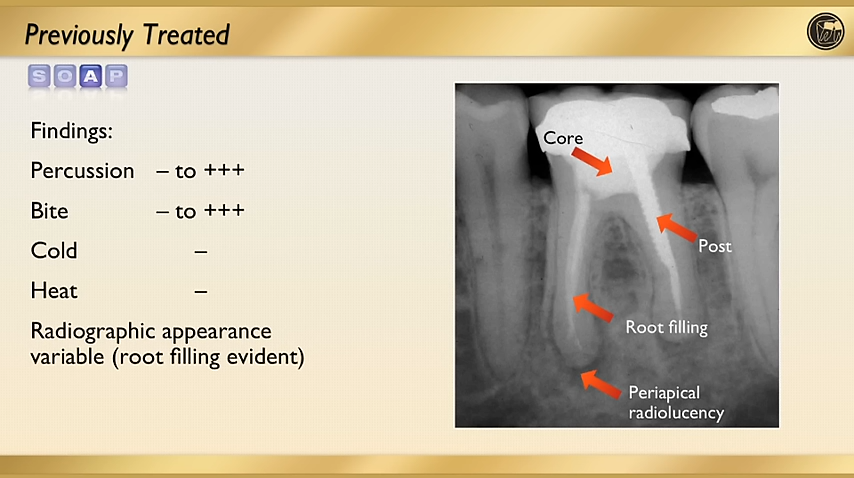 Previously Treated
S O A P
Findings:
Percussion – to +++
Bite – to +++
Cold –
Heat –
Radiographic appearance
variable (root filling evident)
Core
Post
Root filling
Periapical
radiolucency